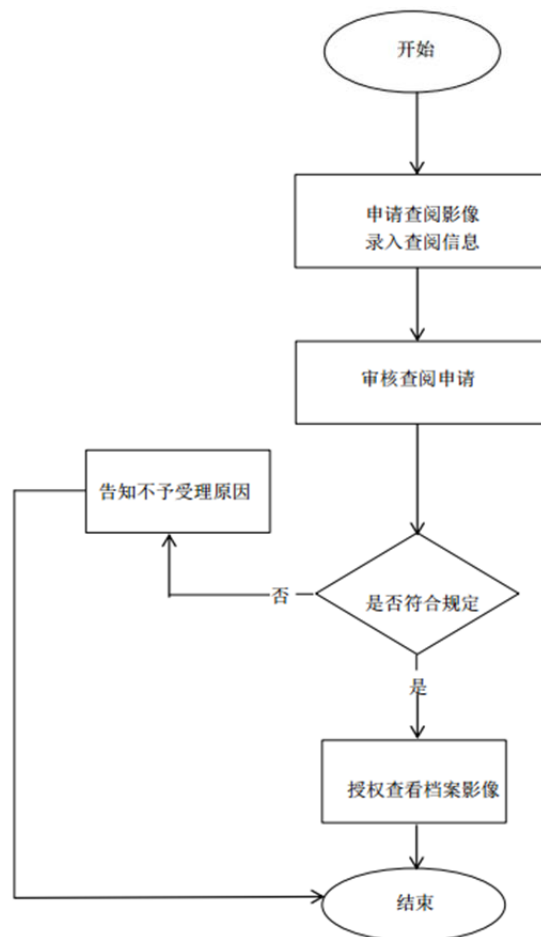 开始
申请查阅影像
录入查阅信息
审核查阅申请
告知不予受理原因
否
是否符合规定
是
授权查看档案影像
结束